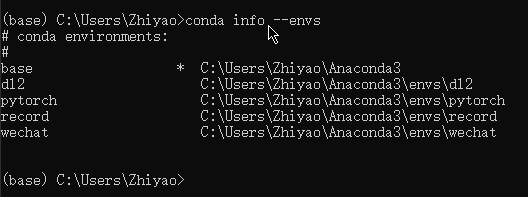 (base) C:\Users\Zhiyao>conda info --envs
# conda environments:
#
base                  *  C:\Users\Zhiyao\Anaconda3
dl2                      C:\Users\Zhiyao\Anaconda3\envs\dl2
pytorch                  C:\Users\Zhiyao\Anaconda3\envs\pytorch
record                   C:\Users\Zhiyao\Anaconda3\envs\record
wechat                   C:\Users\Zhiyao\Anaconda3\envs\wechat
(base) C:\Users\Zhiyao>